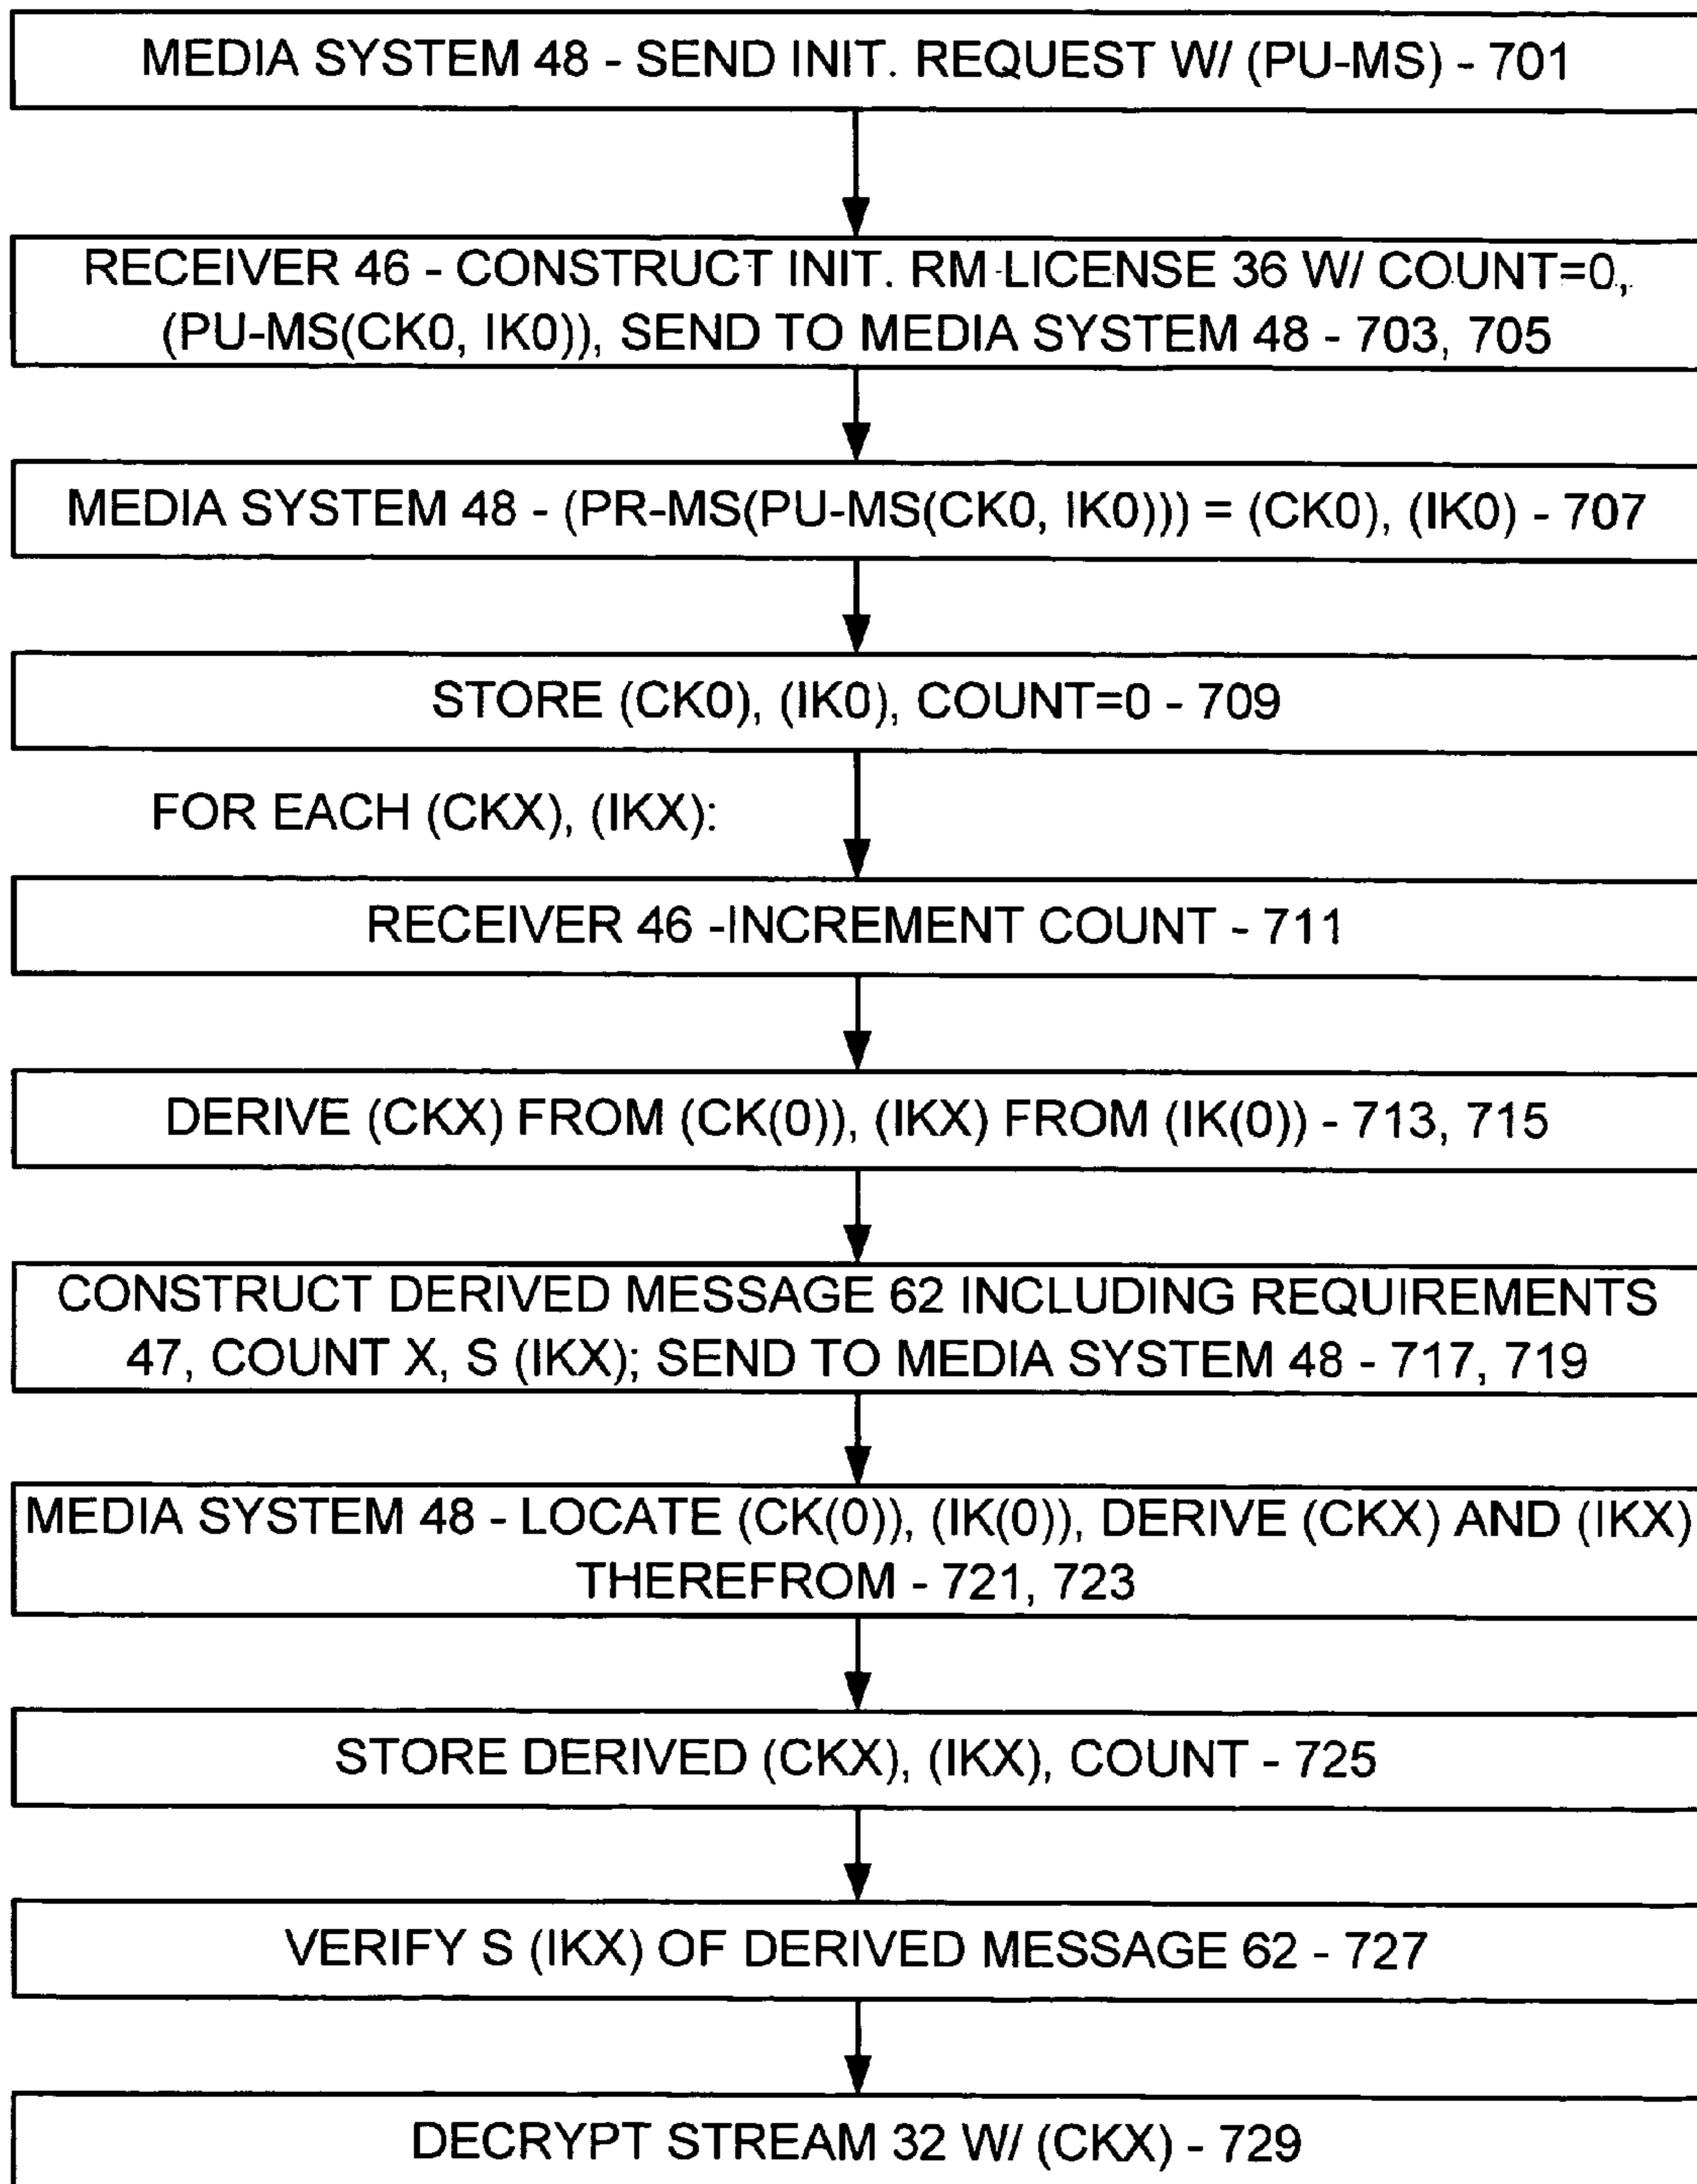 MEDIA SYSTEM 48 - SEND INIT. REQUEST W/ (PU-MS) - 701
RECEIVER 46 - CONSTRUCT INIT. RM LICENSE 36 W/ COUNT=0,
(PU-MS(CK0, IK0)), SEND TO MEDIA SYSTEM 48 - 703, 705
MEDIA SYSTEM 48 - (PR-MS(PU-MS(CK0, IK0))) = (CK0), (IK0) - 707
STORE (CK0), (IK0), COUNT=0 - 709
FOR EACH (CKX), (IKX):
RECEIVER 46 -INCREMENT COUNT - 711
DERIVE (CKX) FROM (CK(0)), (IKX) FROM (IK(0)) - 713, 715
CONSTRUCT DERIVED MESSAGE 62 INCLUDING REQUIREMENTS
47, COUNT X, S (IKX); SEND TO MEDIA SYSTEM 48 - 717, 719
MEDIA SYSTEM 48 - LOCATE (CK(0)), (IK(0)), DERIVE (CKX) AND (IKX)
THEREFROM - 721, 723
STORE DERIVED (CKX), (IKX), COUNT - 725
VERIFY S (IKX) OF DERIVED MESSAGE 62 - 727
DECRYPT STREAM 32 W/ (CKX) - 729